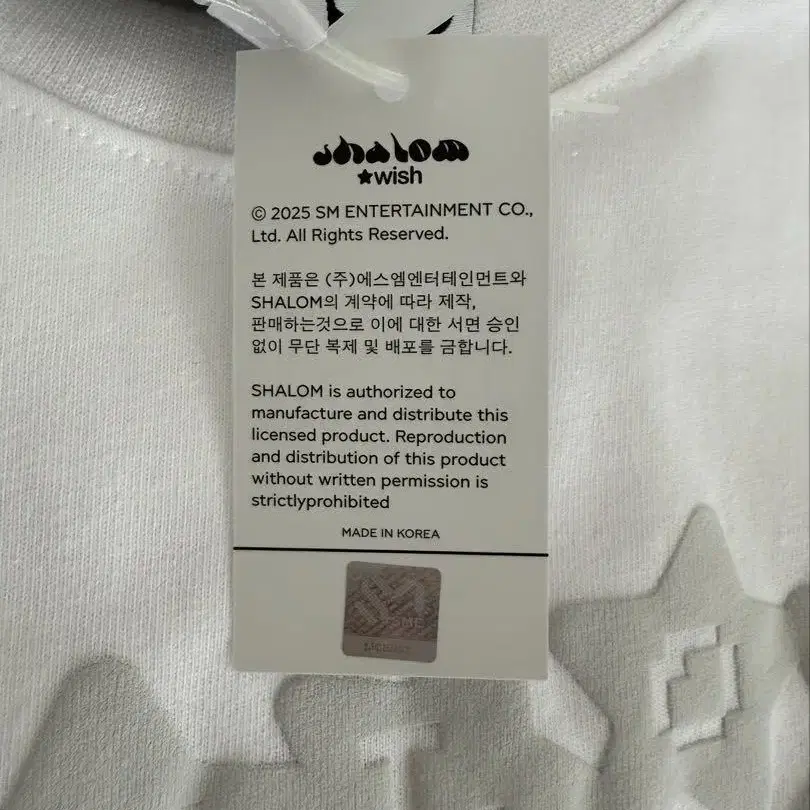 shalom
★wish
© 2025 SM ENTERTAINMENT CO.,
Ltd. All Rights Reserved.
본 제품은 (주)에스엠엔터테인먼트와
SHALOM의 계약에 따라 제작,
판매하는것으로 이에 대한 서면 승인
없이 무단 복제 및 배포를 금합니다.
SHALOM is authorized to
manufacture and distribute this
licensed product. Reproduction
and distribution of this product
without written permission is
strictlyprohibited
MADE IN KOREA
SME